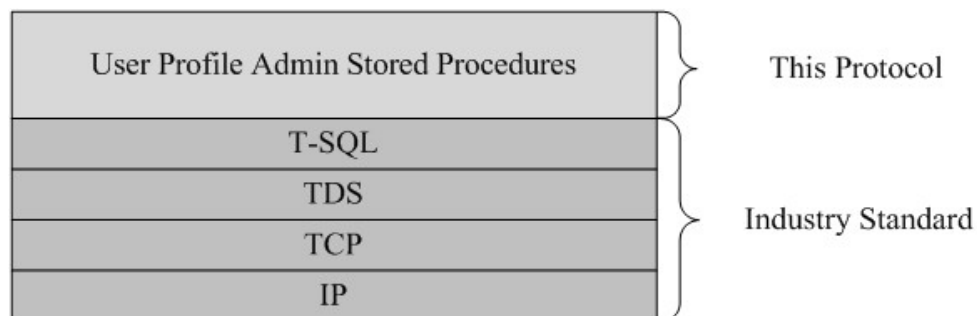 User Profile Admin Stored Procedures
This Protocol
T-SQL
TDS
TCP
IP
Industry Standard